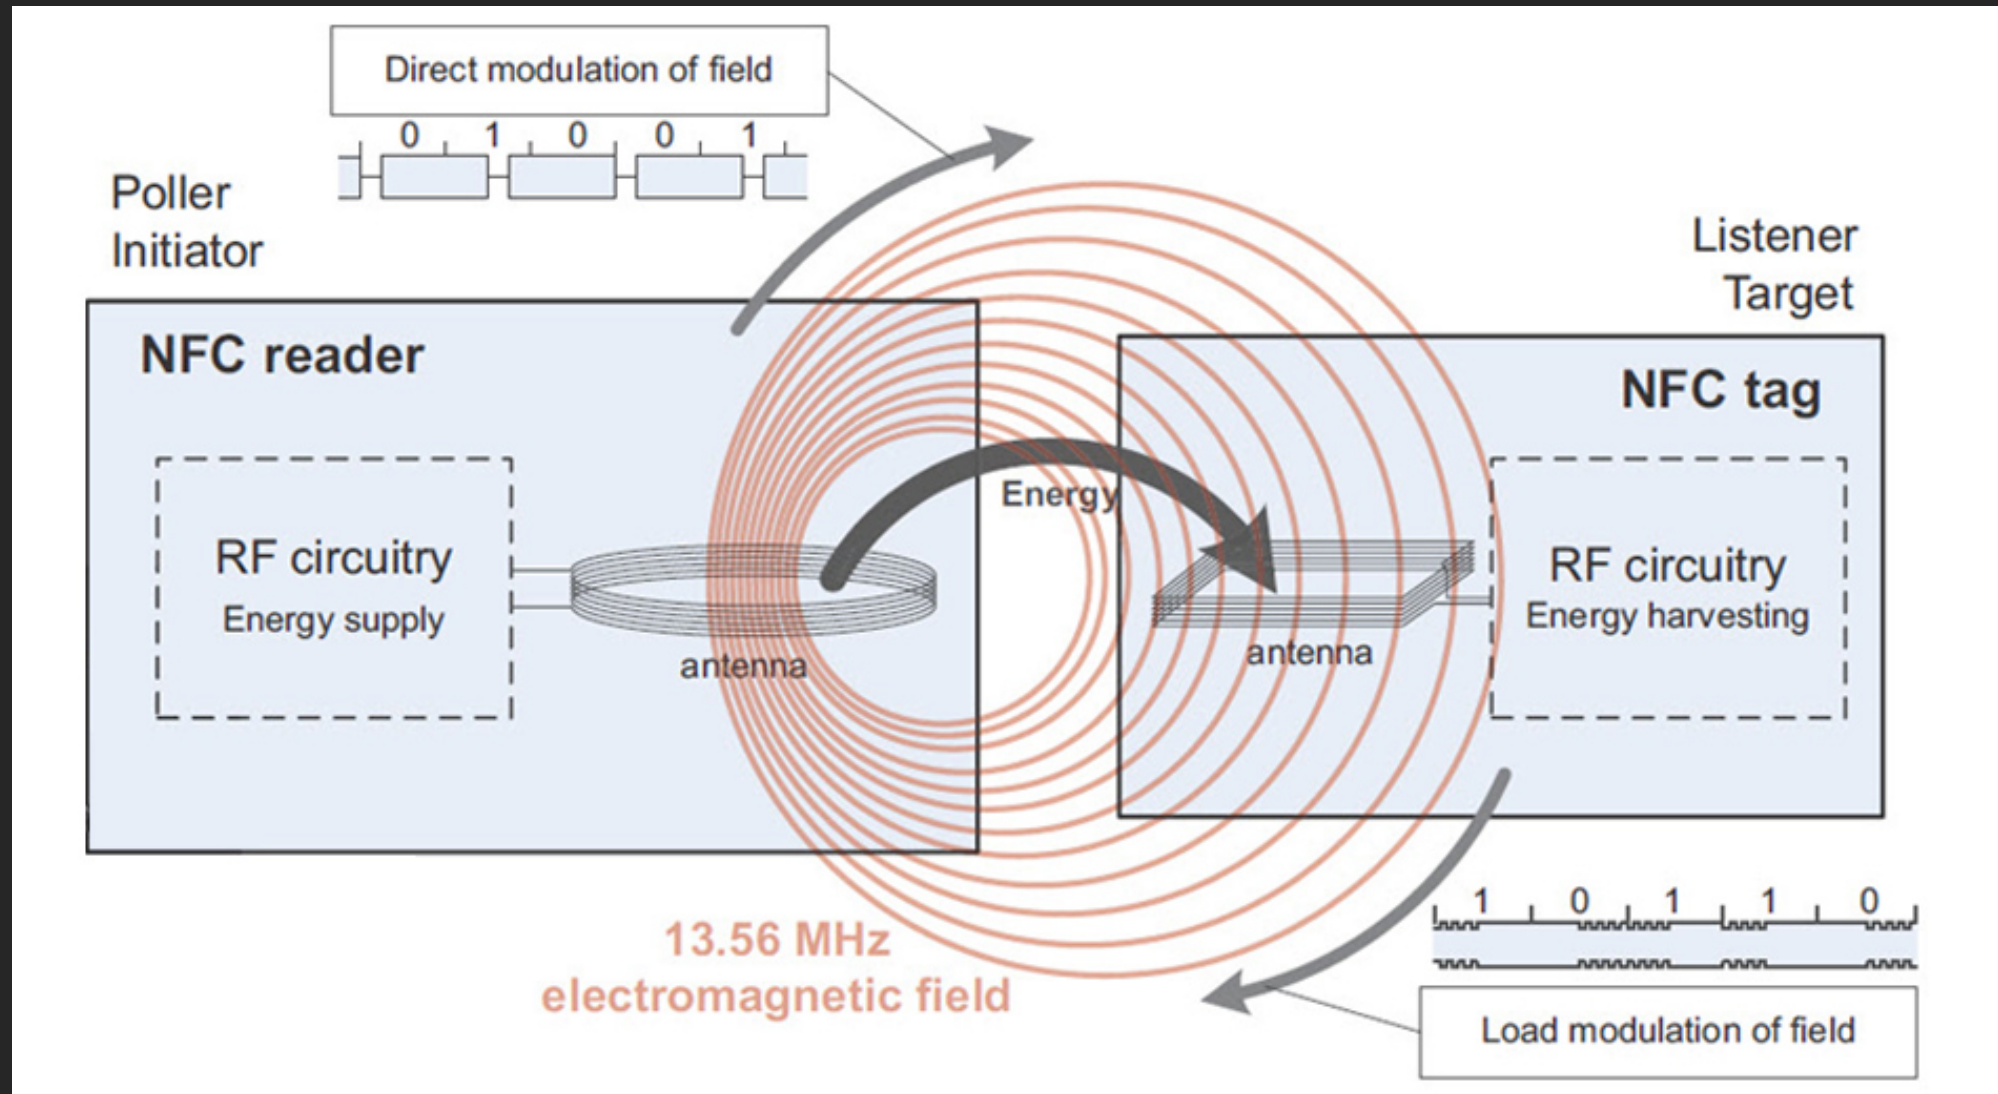 Direct modulation of field
0 1 0 0 1
Poller
Initiator
Listener
Target
NFC reader
NFC tag
Energy
RF circuitry
Energy supply
antenna
RF circuitry
Energy harvesting
antenna
13.56 MHz
electromagnetic field
1 0 1 1 0
Load modulation of field